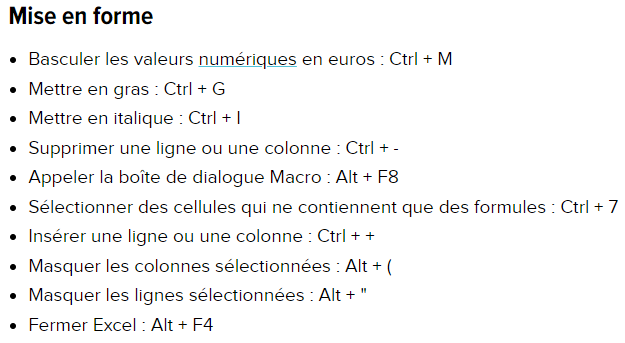 Mise en forme
• Basculer les valeurs numériques en euros : Ctrl + M
• Mettre en gras : Ctrl + G
• Mettre en italique : Ctrl + I
• Supprimer une ligne ou une colonne : Ctrl + -
• Appeler la boîte de dialogue Macro : Alt + F8
• Sélectionner des cellules qui ne contiennent que des formules : Ctrl + 7
• Insérer une ligne ou une colonne : Ctrl + +
• Masquer les colonnes sélectionnées : Alt + (
• Masquer les lignes sélectionnées : Alt + "
• Fermer Excel : Alt + F4